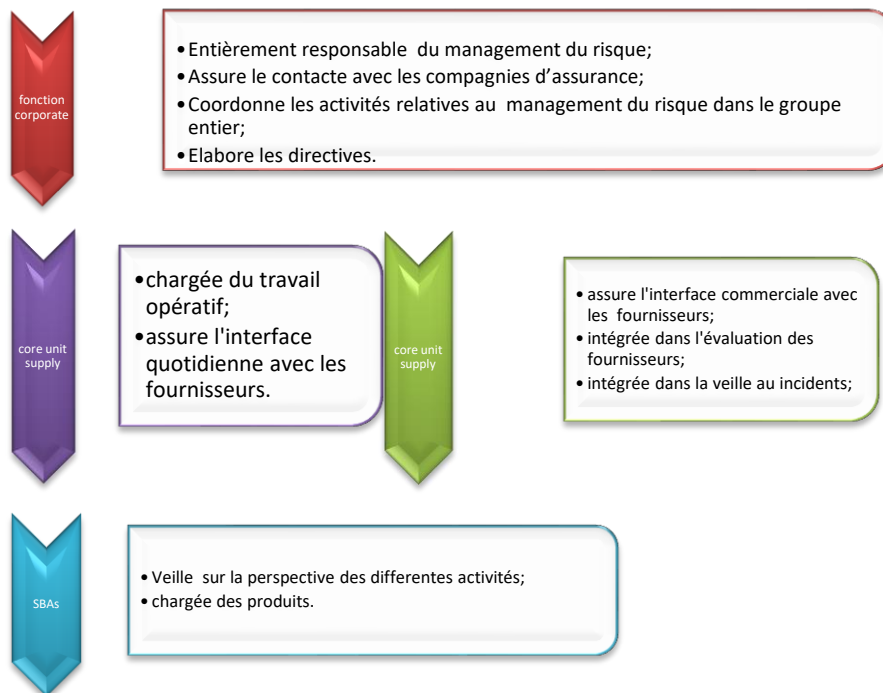 fonction
corporate
•Entièrement responsable du management du risque;
•Assure le contacte avec les compagnies d’assurance;
•Coordonne les activités relatives au management du risque dans le groupe
entier;
•Elabore les directives.
core unit
supply
•chargée du travail
opératif;
•assure l'interface
quotidienne avec les
fournisseurs.
core unit
supply
• assure l'interface commerciale avec
les fournisseurs;
• intégrée dans l'évaluation des
fournisseurs;
• intégrée dans la veille au incidents;
SBAs
• Veille sur la perspective des differentes activités;
• chargée des produits.